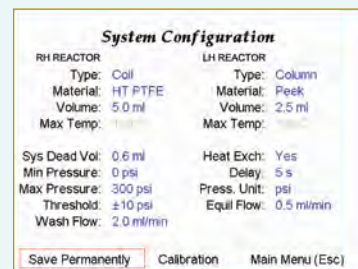 System Configuration
RH REACTOR LH REACTOR
Type: Coil Type: Column
Material: HT PTFE Material: Peek
Volume: 5.0 ml Volume: 2.5 ml
Max Temp: Max Temp:
Sys Dead Vol: 0.6 ml Heat Exch: Yes
Min Pressure: 0 psi Delay: 5 s
Max Pressure: 300 psi Press. Unit: psi
Threshold: ±10 psi Equil Flow: 0.5 ml/min
Wash Flow: 2.0 ml/min
Save Permanently Calibration Main Menu (Esc)